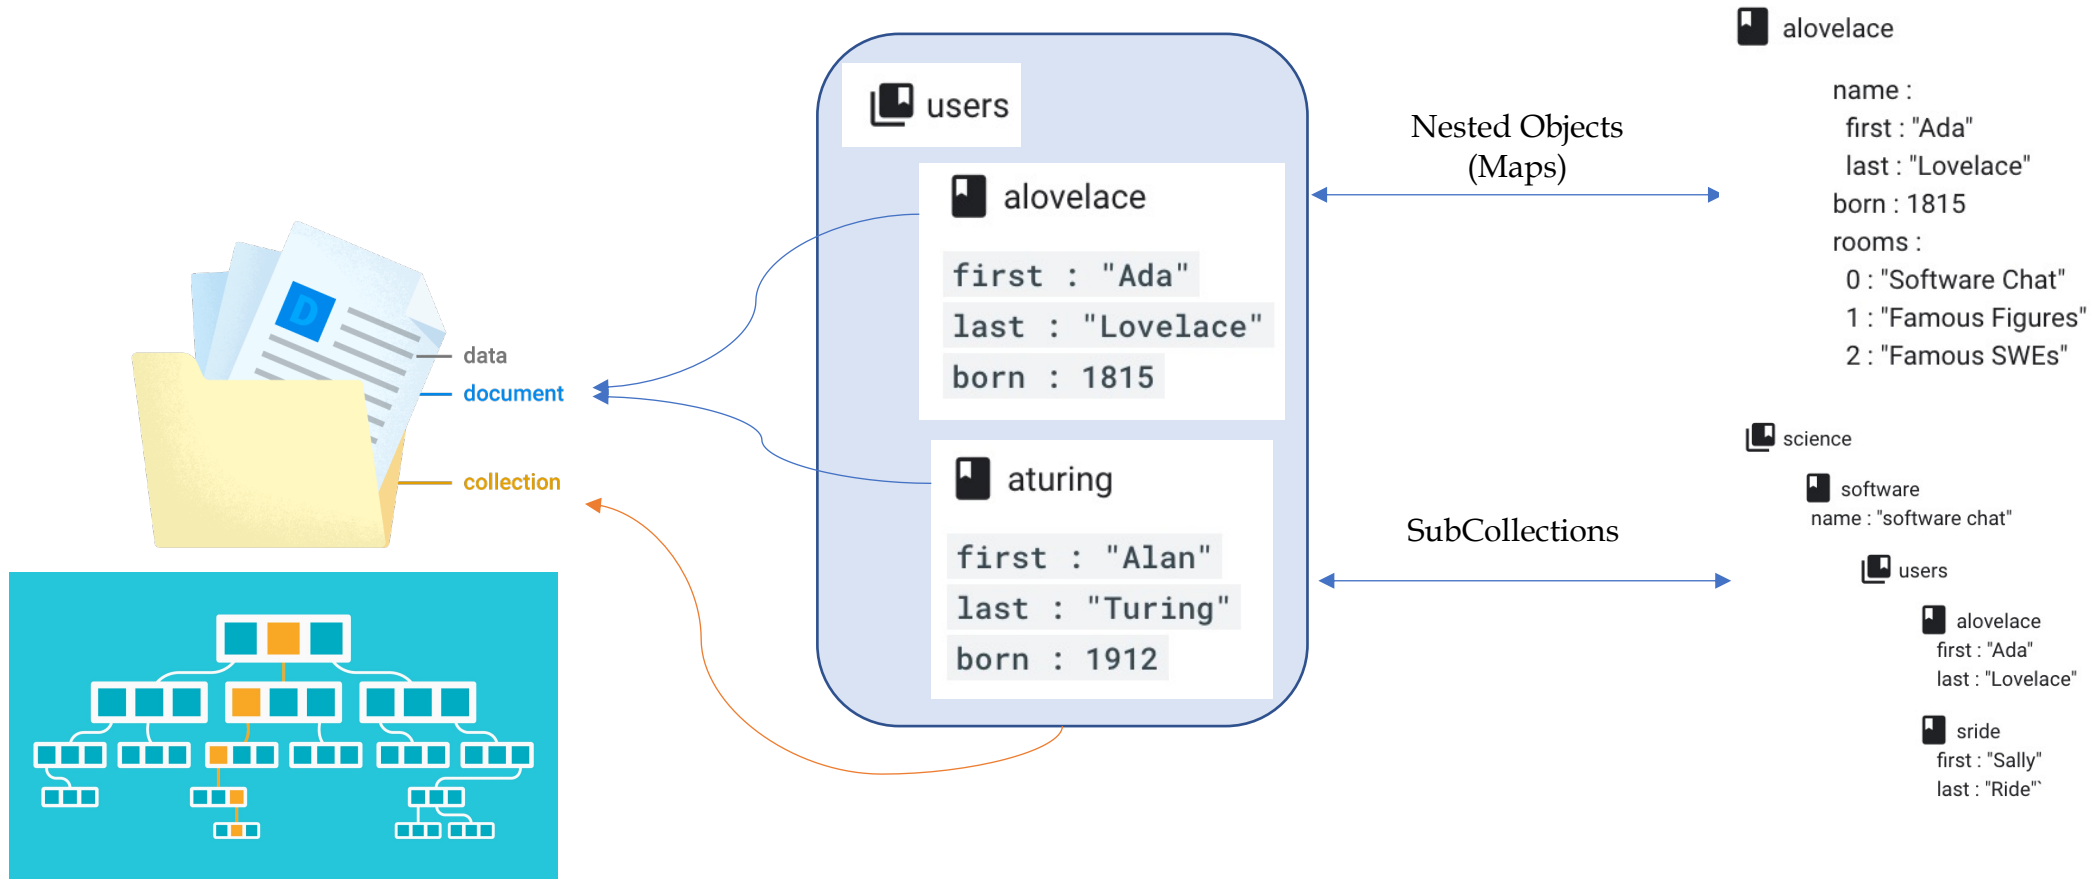 D
data
document
collection
users
alovelace
first : "Ada"
last : "Lovelace"
born : 1815
aturing
first : "Alan"
last : "Turing"
born : 1912
Nested Objects
(Maps)
SubCollections
alovelace
name :
first : "Ada"
last : "Lovelace"
born : 1815
rooms :
0 : "Software Chat"
1 : "Famous Figures"
2 : "Famous SWEs"
science
software
name : "software chat"
users
alovelace
first : "Ada"
last : "Lovelace"
sride
first : "Sally"
last : "Ride"`